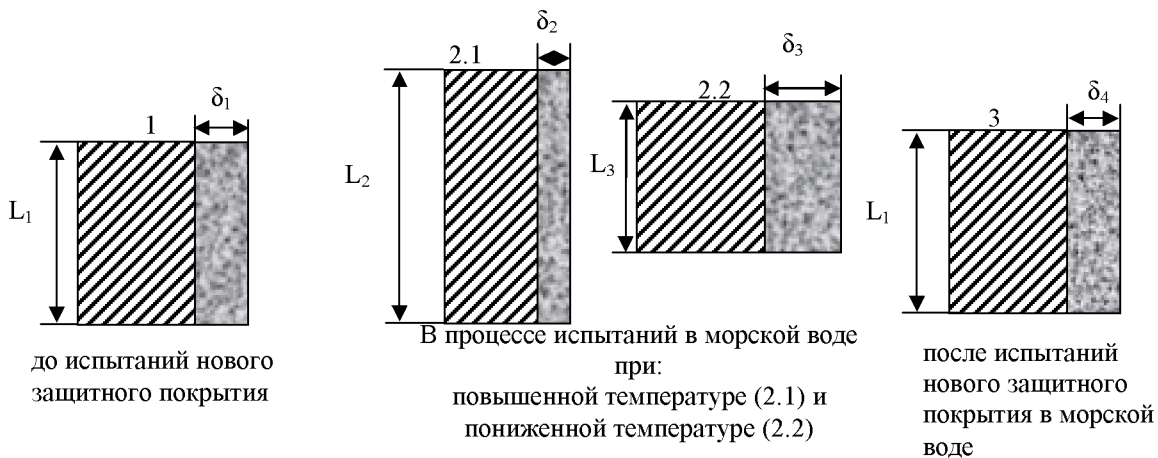 1
δ1
L1
до испытаний нового
защитного покрытия
2.1
δ2
L2
2.2
δ3
L3
В процессе испытаний в морской воде
при:
повышенной температуре (2.1) и
пониженной температуре (2.2)
3
δ4
L1
после испытаний
нового защитного
покрытия в морской
воде